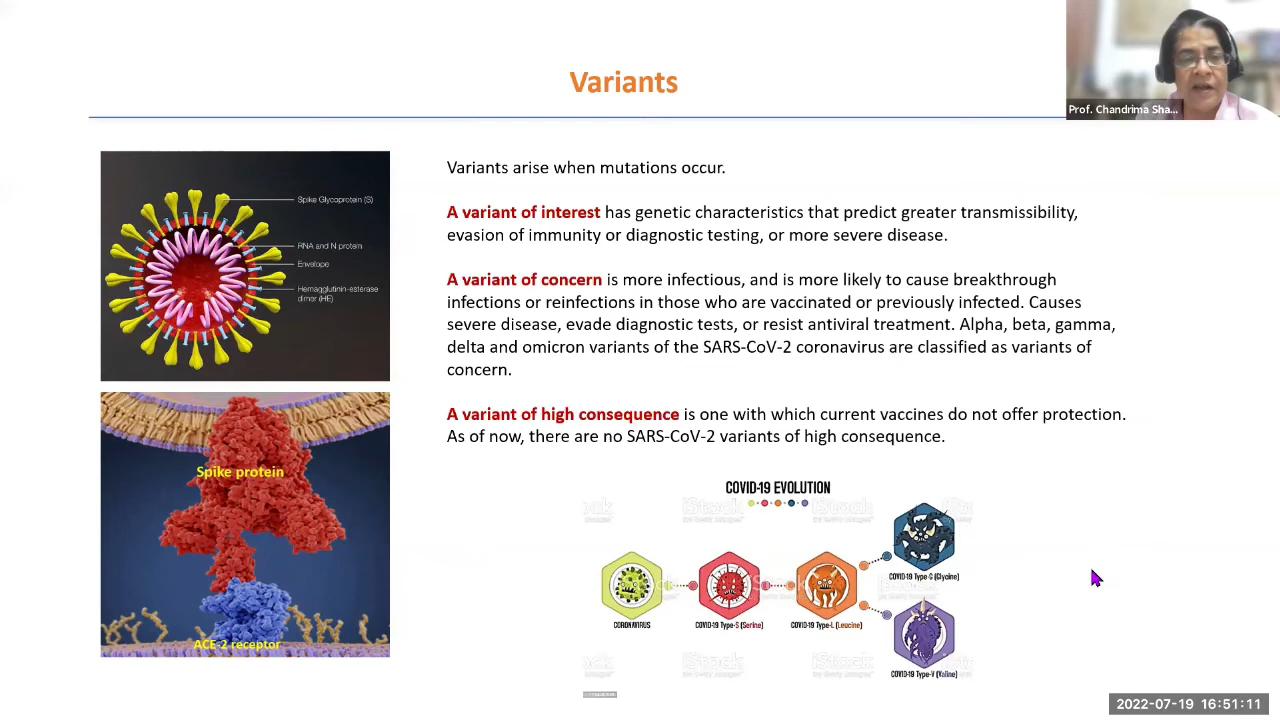 Variants
Prof. Chandrima Sha...
Spike Glycoprotein (S)
RNA and N protein
Envelope
Hemagglutinin-esterase
dimer (HE)
Variants arise when mutations occur.
A variant of interest has genetic characteristics that predict greater transmissibility,
evasion of immunity or diagnostic testing, or more severe disease.
A variant of concern is more infectious, and is more likely to cause breakthrough
infections or reinfections in those who are vaccinated or previously infected. Causes
severe disease, evade diagnostic tests, or resist antiviral treatment. Alpha, beta, gamma,
delta and omicron variants of the SARS-CoV-2 coronavirus are classified as variants of
concern.
A variant of high consequence is one with which current vaccines do not offer protection.
As of now, there are no SARS-CoV-2 variants of high consequence.
Spike protein
ACE-2 receptor
COVID-19 EVOLUTION
iStock
iStock
CORONAVIRUS
COVID-19 Type-S (Serine)
COVID-19 Type-L (Leucine)
COVID-19 Type-G (Glycine)
COVID-19 Type-V (Valine)
iStock
iStock
2022-07-19 16:51:11